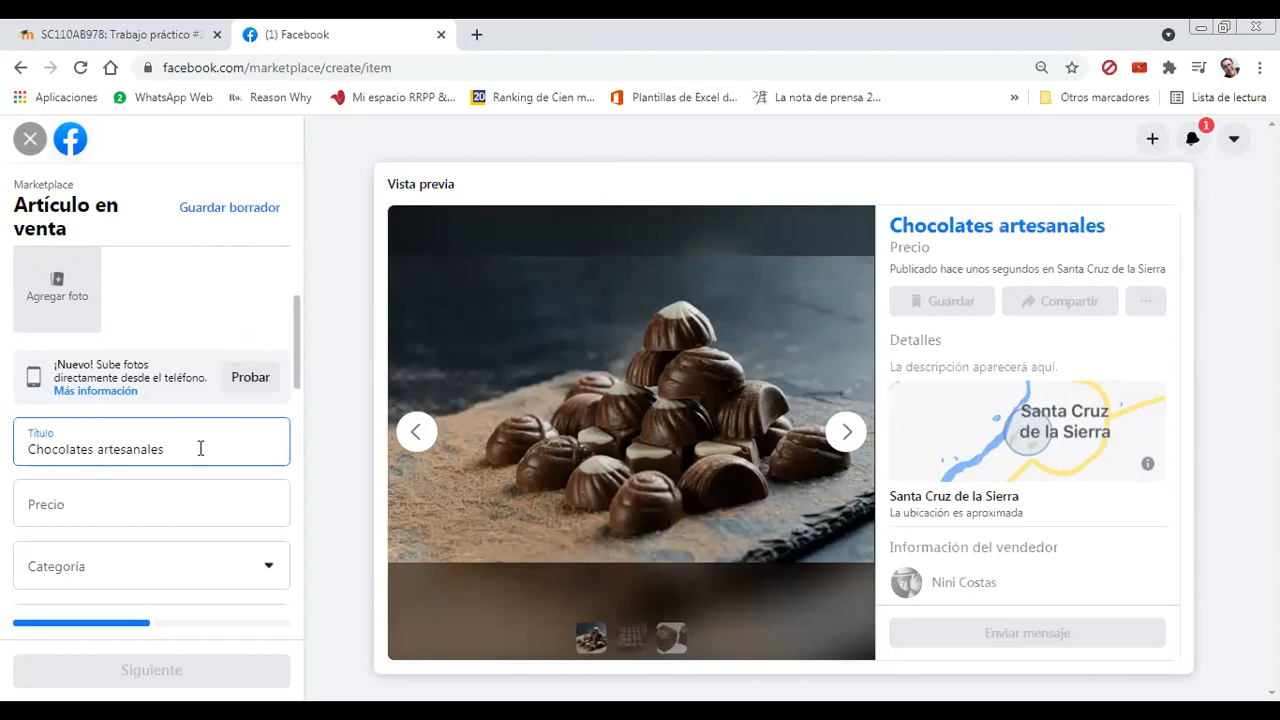 SC110AB978: Trabajo práctico #2
(1) Facebook
facebook.com/marketplace/create/item
Aplicaciones
2
WhatsApp Web
Rw.
Reason Why
Mi espacio RRPP &...
20
Ranking de Cien m...
Plantillas de Excel d...
La nota de prensa 2...
»
Otros marcadores
Lista de lectura
1
Marketplace
Artículo en
venta
Guardar borrador
Agregar foto
¡Nuevo! Sube fotos
directamente desde el teléfono.
Más información
Probar
Título
Chocolates artesanales
Precio
Categoría
Siguiente
Vista previa
Chocolates artesanales
Precio
Publicado hace unos segundos en Santa Cruz de la Sierra
Guardar
Compartir
...
Detalles
La descripción aparecerá aquí.
Santa Cruz
de la Sierra
Santa Cruz de la Sierra
La ubicación es aproximada
Información del vendedor
Nini Costas
Enviar mensaje